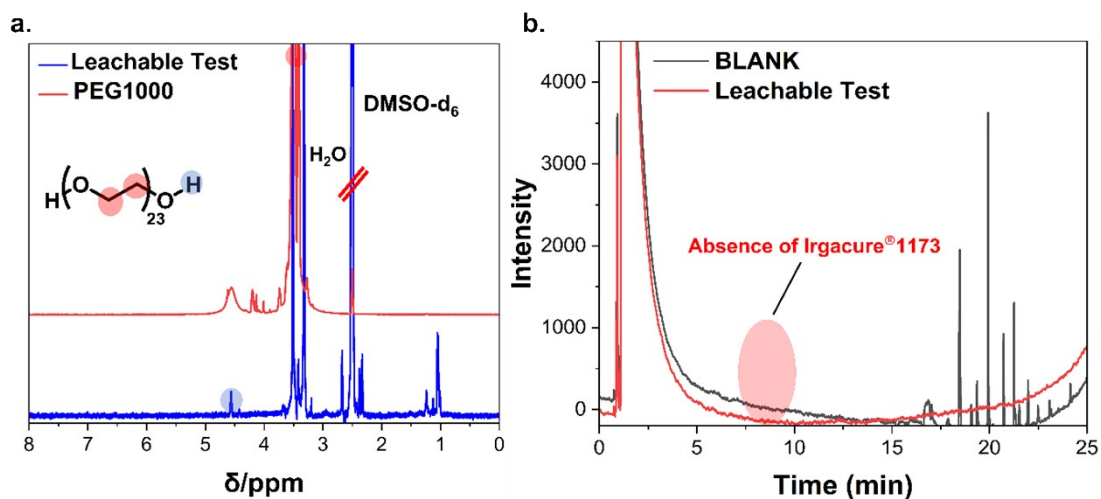 a.
Leachable Test
PEG1000
DMSO-d6
H2O
H(O OH)23
8 7 6 5 4 3 2 1 0
δ/ppm
b.
BLANK
Leachable Test
Absence of Irgacure®1173
Intensity
4000
3000
2000
1000
0
0 5 10 15 20 25
Time (min)